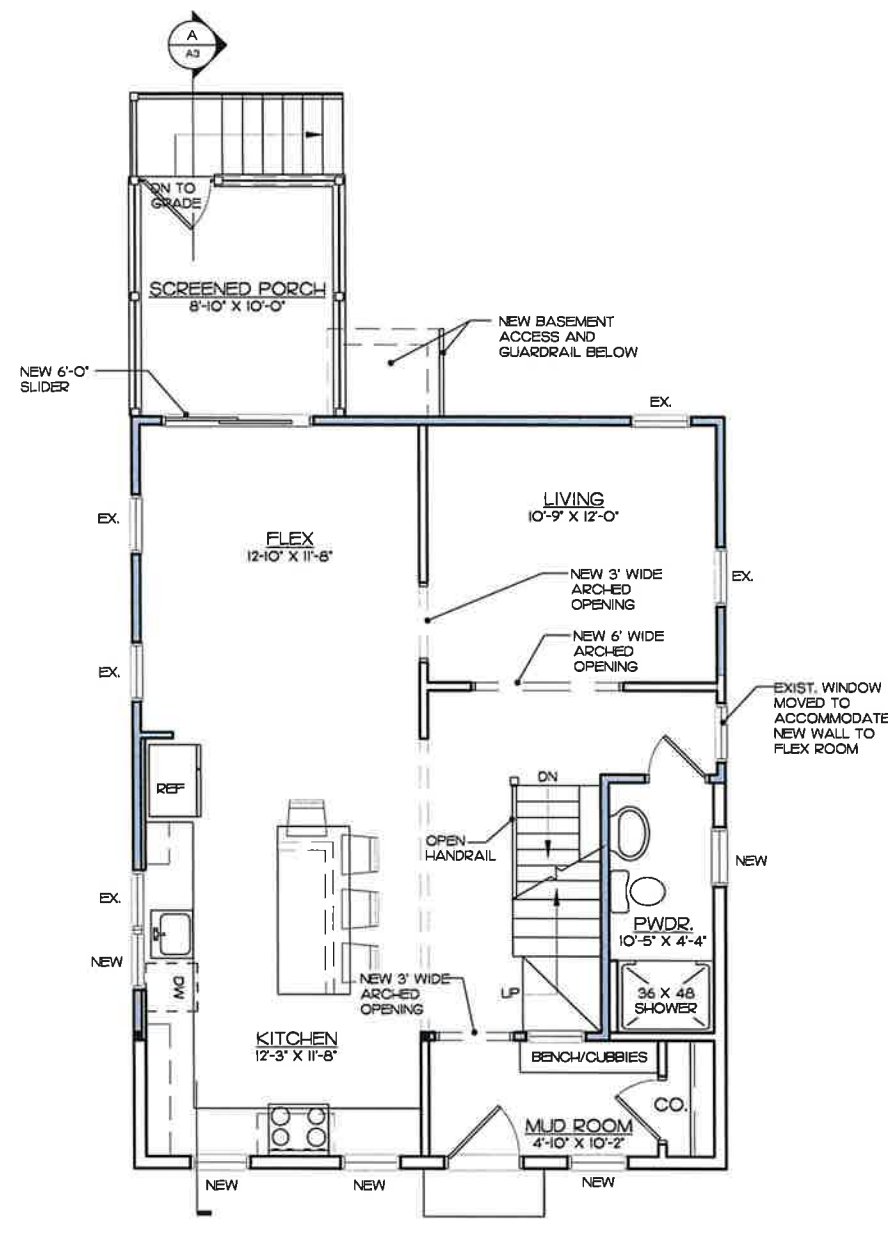 A
A3
DN TO
GRADE
SCREENED PORCH
8'-10" X 10'-0"
NEW BASEMENT
ACCESS AND
GUARDRAIL BELOW
NEW 6'-0"
SLIDER
EX.
LIVING
10'-9" X 12'-0"
EX.
FLEX
12-10" X 11'-8"
NEW 3' WIDE
ARCHED
OPENING
EX.
NEW 6' WIDE
ARCHED
OPENING
EX.
EXIST. WINDOW
MOVED TO
ACCOMMODATE
NEW WALL TO
FLEX ROOM
REF
DN
OPEN
HANDRAIL
NEW
EX.
PWDR.
10'-5" X 4'-4"
NEW
DW
NEW 3' WIDE
ARCHED
OPENING
UP
36 X 48
SHOWER
KITCHEN
12'-3" X 11'-8"
BENCH/CUBBIES
CO.
MUD ROOM
4'-10" X 10'-2"
NEW
NEW
NEW